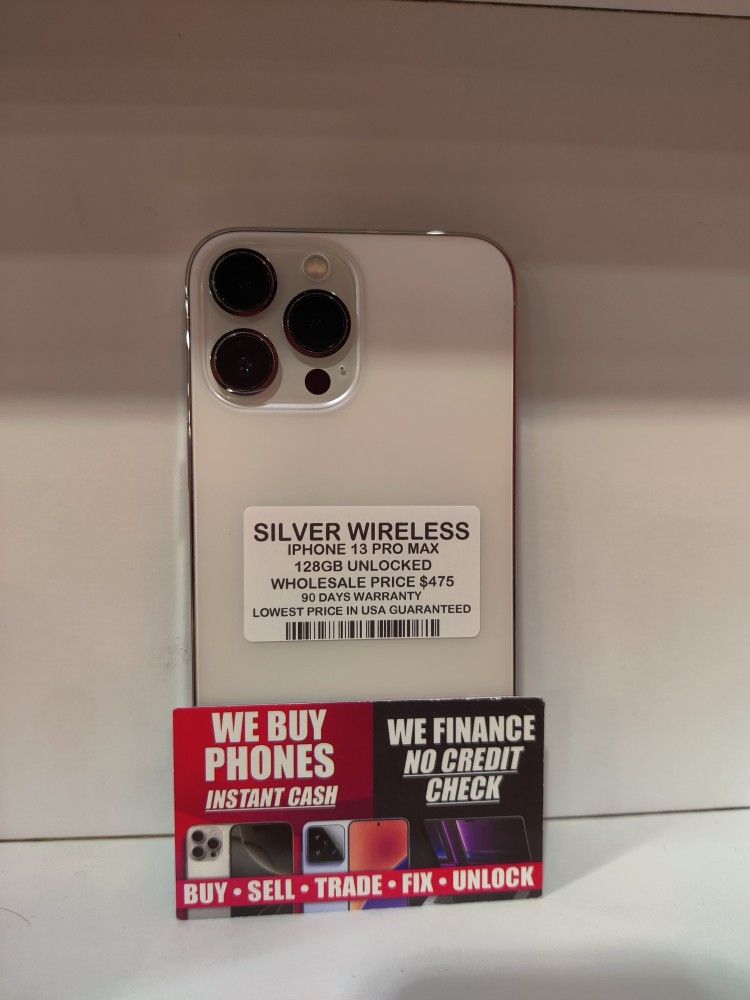 SILVER WIRELESS
IPHONE 13 PRO MAX
128GB UNLOCKED
WHOLESALE PRICE $475
90 DAYS WARRANTY
LOWEST PRICE IN USA GUARANTEED
WE BUY
PHONES
INSTANT CASH
WE FINANCE
NO CREDIT
CHECK
BUY • SELL • TRADE • FIX • UNLOCK